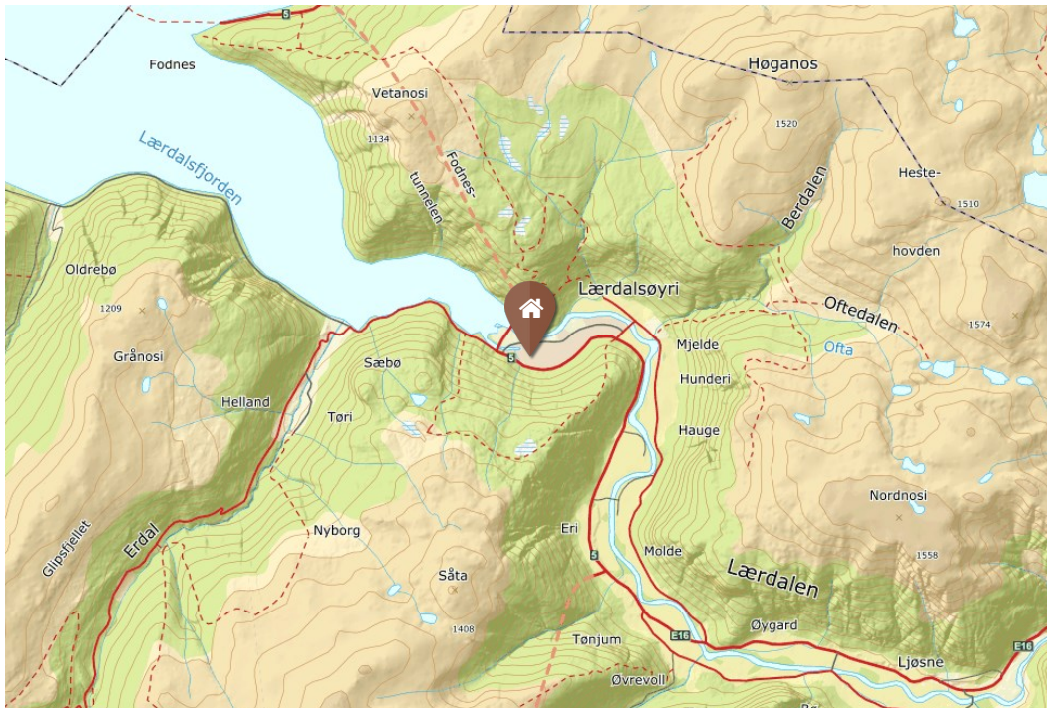 5
Fodnes
Høganos
Vetanosi
1134
1520
Lærdalsfjorden
Fodnes-
tunnelen
Berdalen
Heste-
1510
hovden
Oldrebø
1209
Lærdalsøyri
Oftedalen
1574
Grånosi
Sæbø
5
Mjelde
Ofta
Hunderi
Helland
Tøri
Hauge
Nordnosi
Glipsfjellet
Erdal
Nyborg
Eri
5
Molde
1558
Såta
Lærdalen
1408
Tønjum
E16
Øygard
E16
Ljøsne
Øvrevoll